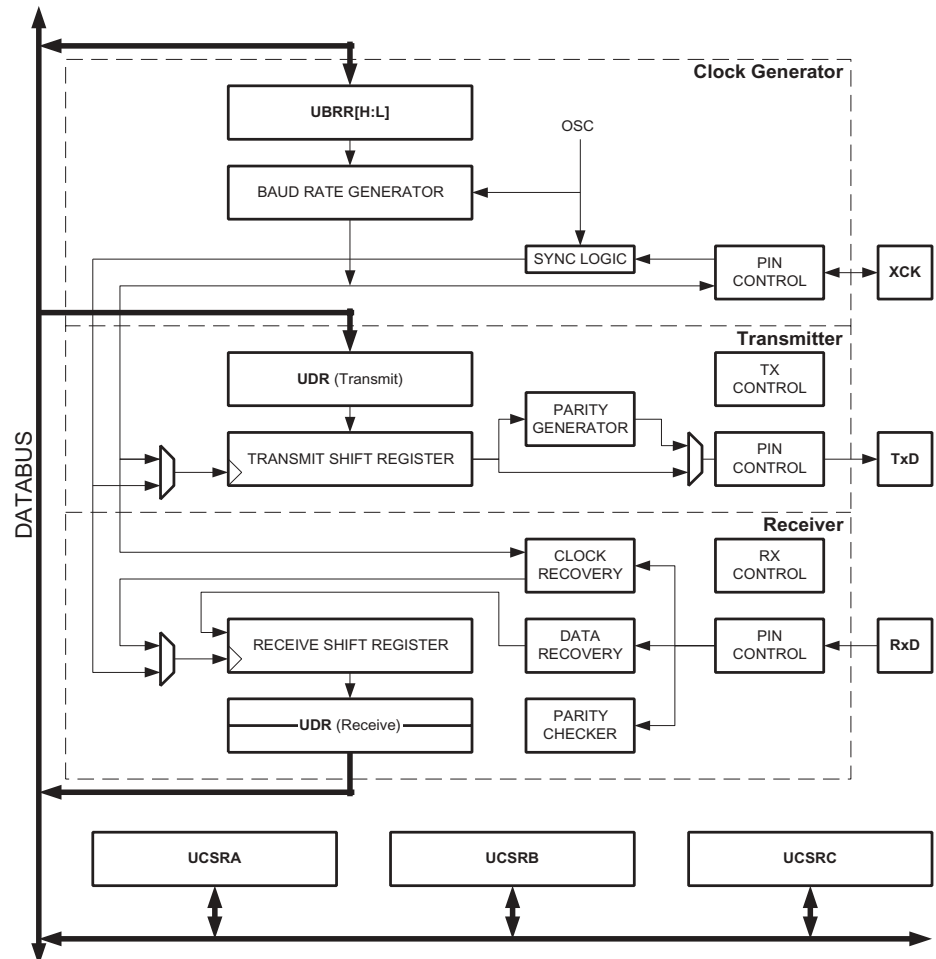 Clock Generator
UBRR[H:L]
OSC
BAUD RATE GENERATOR
SYNC LOGIC
PIN
CONTROL
XCK
Transmitter
UDR (Transmit)
TX
CONTROL
PARITY
GENERATOR
TRANSMIT SHIFT REGISTER
PIN
CONTROL
TxD
DATABUS
Receiver
CLOCK
RECOVERY
RX
CONTROL
RECEIVE SHIFT REGISTER
DATA
RECOVERY
PIN
CONTROL
RxD
UDR (Receive)
PARITY
CHECKER
UCSRA
UCSRB
UCSRC